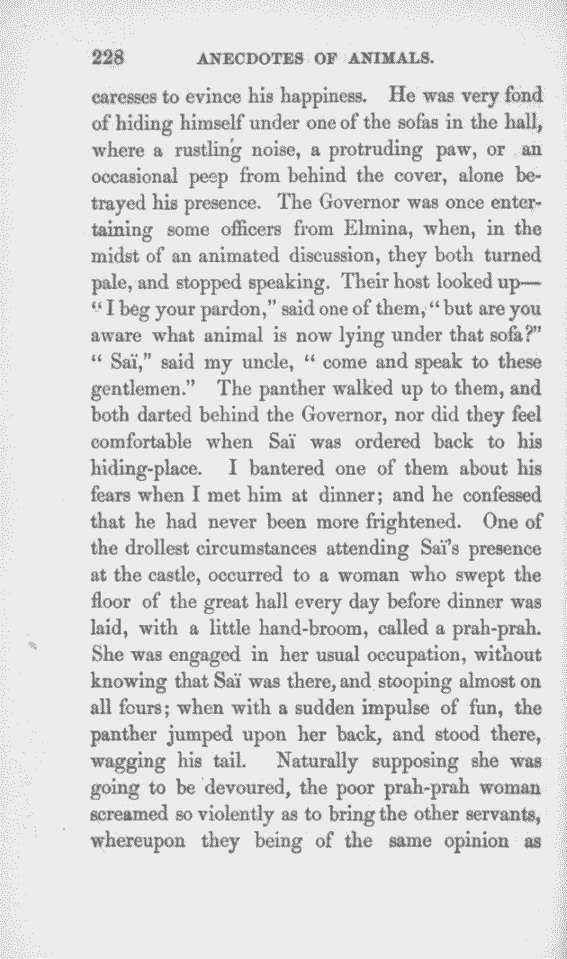 228 ANECDOTES OF ANIMALS.
caresses to evince his happiness. He was very fond
of hiding himself under one of the sofas in the hall,
where a rustling noise, a protruding paw, or an
occasional peep from behind the cover, alone be-
trayed his presence. The Governor was once enter-
taining some officers from Elmina, when, in the
midst of an animated discussion, they both turned
pale, and stopped speaking. Their host looked up—
“ I beg your pardon,” said one of them, “ but are you
aware what animal is now lying under that sofa?”
“ Saï,” said my uncle, “ come and speak to these
gentlemen.” The panther walked up to them, and
both darted behind the Governor, nor did they feel
comfortable when Saï was ordered back to his
hiding-place. I bantered one of them about his
fears when I met him at dinner; and he confessed
that he had never been more frightened. One of
the drollest circumstances attending Saï’s presence
at the castle, occurred to a woman who swept the
floor of the great hall every day before dinner was
laid, with a little hand-broom, called a prah-prah.
She was engaged in her usual occupation, without
knowing that Saï was there, and stooping almost on
all fours; when with a sudden impulse of fun, the
panther jumped upon her back, and stood there,
wagging his tail. Naturally supposing she was
going to be devoured, the poor prah-prah woman
screamed so violently as to bring the other servants,
whereupon they being of the same opinion as